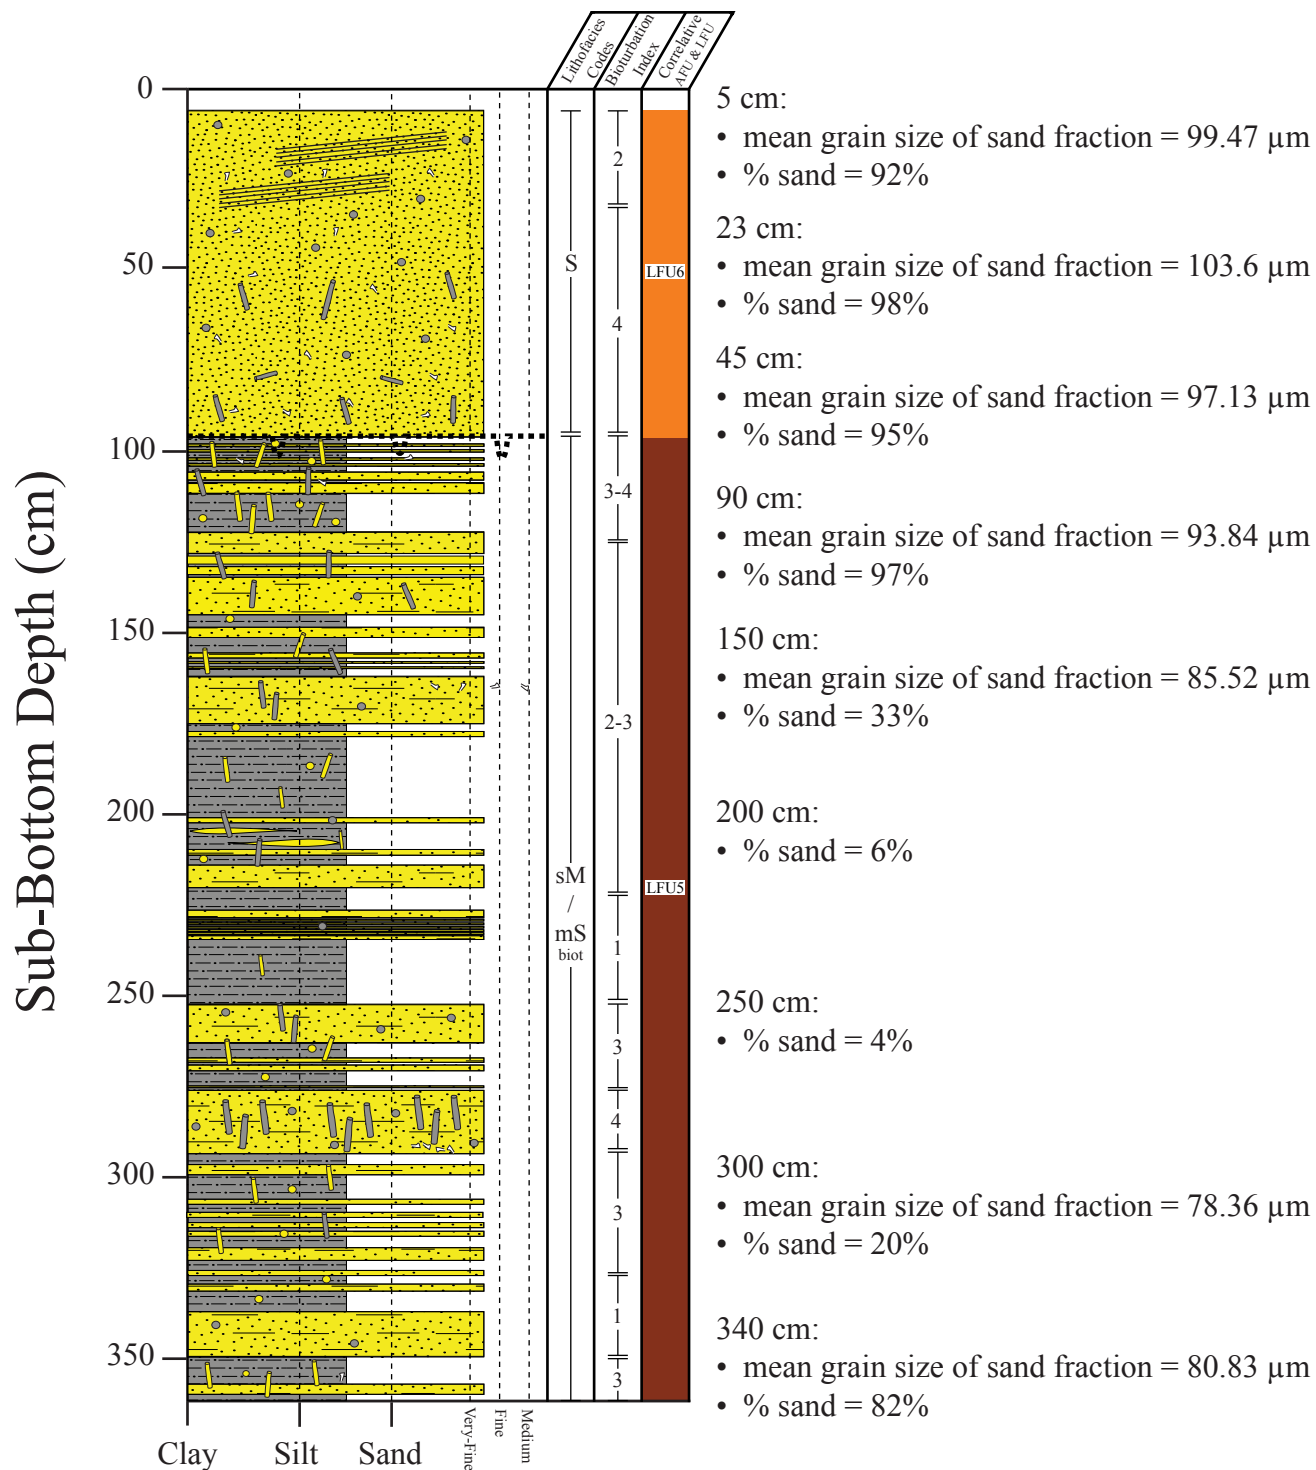 Lithofacies
Codes
Bioturbation
Index
Correlative
AFU & LFU
Sub-Bottom Depth (cm)
0
50
100
150
200
250
300
350
S
sM
/
mS
biot
2
4
3-4
2-3
1
3
4
3
1
3
LFU6
LFU5
Clay
Silt
Sand
Very-Fine
Fine
Medium
5 cm:
• mean grain size of sand fraction = 99.47 µm
• % sand = 92%
23 cm:
• mean grain size of sand fraction = 103.6 µm
• % sand = 98%
45 cm:
• mean grain size of sand fraction = 97.13 µm
• % sand = 95%
90 cm:
• mean grain size of sand fraction = 93.84 µm
• % sand = 97%
150 cm:
• mean grain size of sand fraction = 85.52 µm
• % sand = 33%
200 cm:
• % sand = 6%
250 cm:
• % sand = 4%
300 cm:
• mean grain size of sand fraction = 78.36 µm
• % sand = 20%
340 cm:
• mean grain size of sand fraction = 80.83 µm
• % sand = 82%